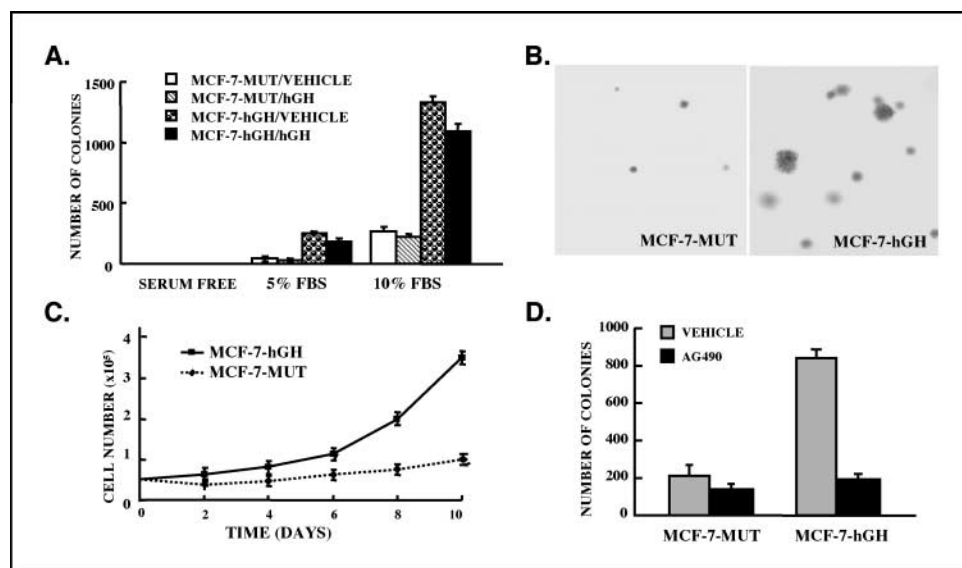 A.
NUMBER OF COLONIES
1500
1000
500
0
MCF-7-MUT/VEHICLE
MCF-7-MUT/hGH
MCF-7-hGH/VEHICLE
MCF-7-hGH/hGH
SERUM FREE 5% FBS 10% FBS
B.
MCF-7-MUT
MCF-7-hGH
C.
CELL NUMBER (x10⁵)
4
3
2
1
0
MCF-7-hGH
MCF-7-MUT
0 2 4 6 8 10
TIME (DAYS)
D.
NUMBER OF COLONIES
1000
800
600
400
200
0
VEHICLE
AG490
MCF-7-MUT MCF-7-hGH